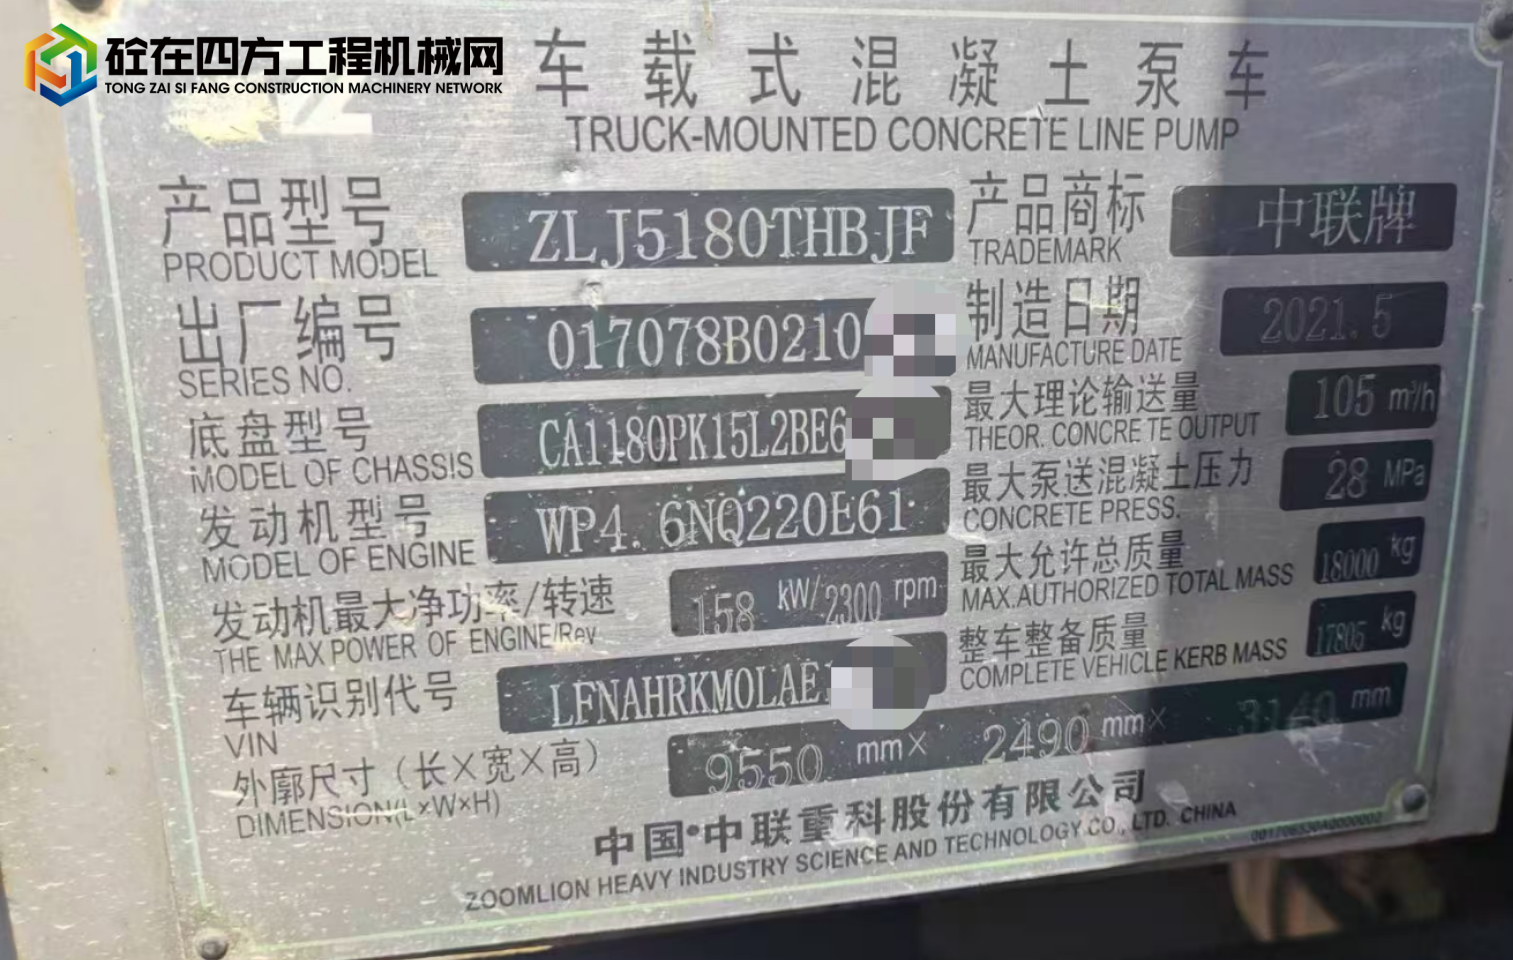 砼在四方工程机械网
TONG ZAI SI FANG CONSTRUCTION MACHINERY NETWORK
车载式混凝土泵车
TRUCK-MOUNTED CONCRETE LINE PUMP
产品型号 ZLJ5180THBJF 产品商标 中联牌
PRODUCT MODEL TRADEMARK
出厂编号 017078B0210 制造日期 2021.5
SERIES NO. MANUFACTURE DATE
底盘型号 CA1180PK15L2BE6 最大理论输送量 105 m³/h
MODEL OF CHASSIS THEOR. CONCRETE OUTPUT
发动机型号 WP4.6NQ220E61 最大泵送混凝土压力 28 MPa
MODEL OF ENGINE CONCRETE PRESS.
发动机最大净功率/转速 158 kW/2300 rpm 最大允许总质量 18000 kg
THE MAX POWER OF ENGINE/Rev MAX.AUTHORIZED TOTAL MASS
车辆识别代号 LFNAHRKM0LAE 整车整备质量 17805 kg
VIN COMPLETE VEHICLE KERB MASS
外廓尺寸（长×宽×高） 9550 mm× 2490 mm× 3140 mm
DIMENSION(L×W×H)
中国·中联重科股份有限公司
ZOOMLION HEAVY INDUSTRY SCIENCE AND TECHNOLOGY CO., LTD. CHINA